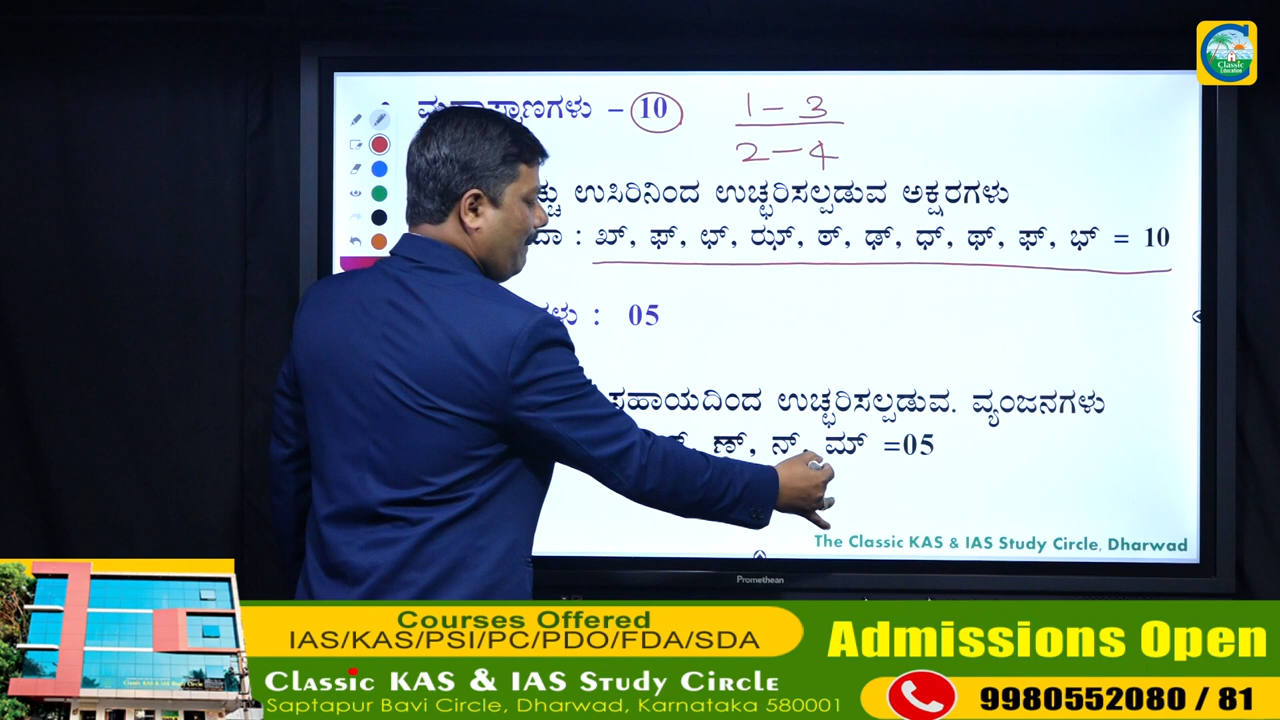 Classic
Education
ಮಹಾಪ್ರಾಣಗಳು – 10
1 – 3
2 – 4
ಉಸಿರಿನಿಂದ ಉಚ್ಛರಿಸಲ್ಪಡುವ ಅಕ್ಷರಗಳು
: ಖ್, ಘ್, ಛ್, ಝ್, ಠ್, ಢ್, ಧ್, ಥ್, ಫ್, ಭ್ = 10
: 05
ಸಹಾಯದಿಂದ ಉಚ್ಛರಿಸಲ್ಪಡುವ. ವ್ಯಂಜನಗಳು
ಣ್, ನ್, ಮ್ =05
The Classic KAS & IAS Study Circle, Dharwad
Promethean
Courses Offered
IAS/KAS/PSI/PC/PDO/FDA/SDA
Admissions Open
Classic KAS & IAS Study Circle
Saptapur Bavi Circle, Dharwad, Karnataka 580001
9980552080 / 81